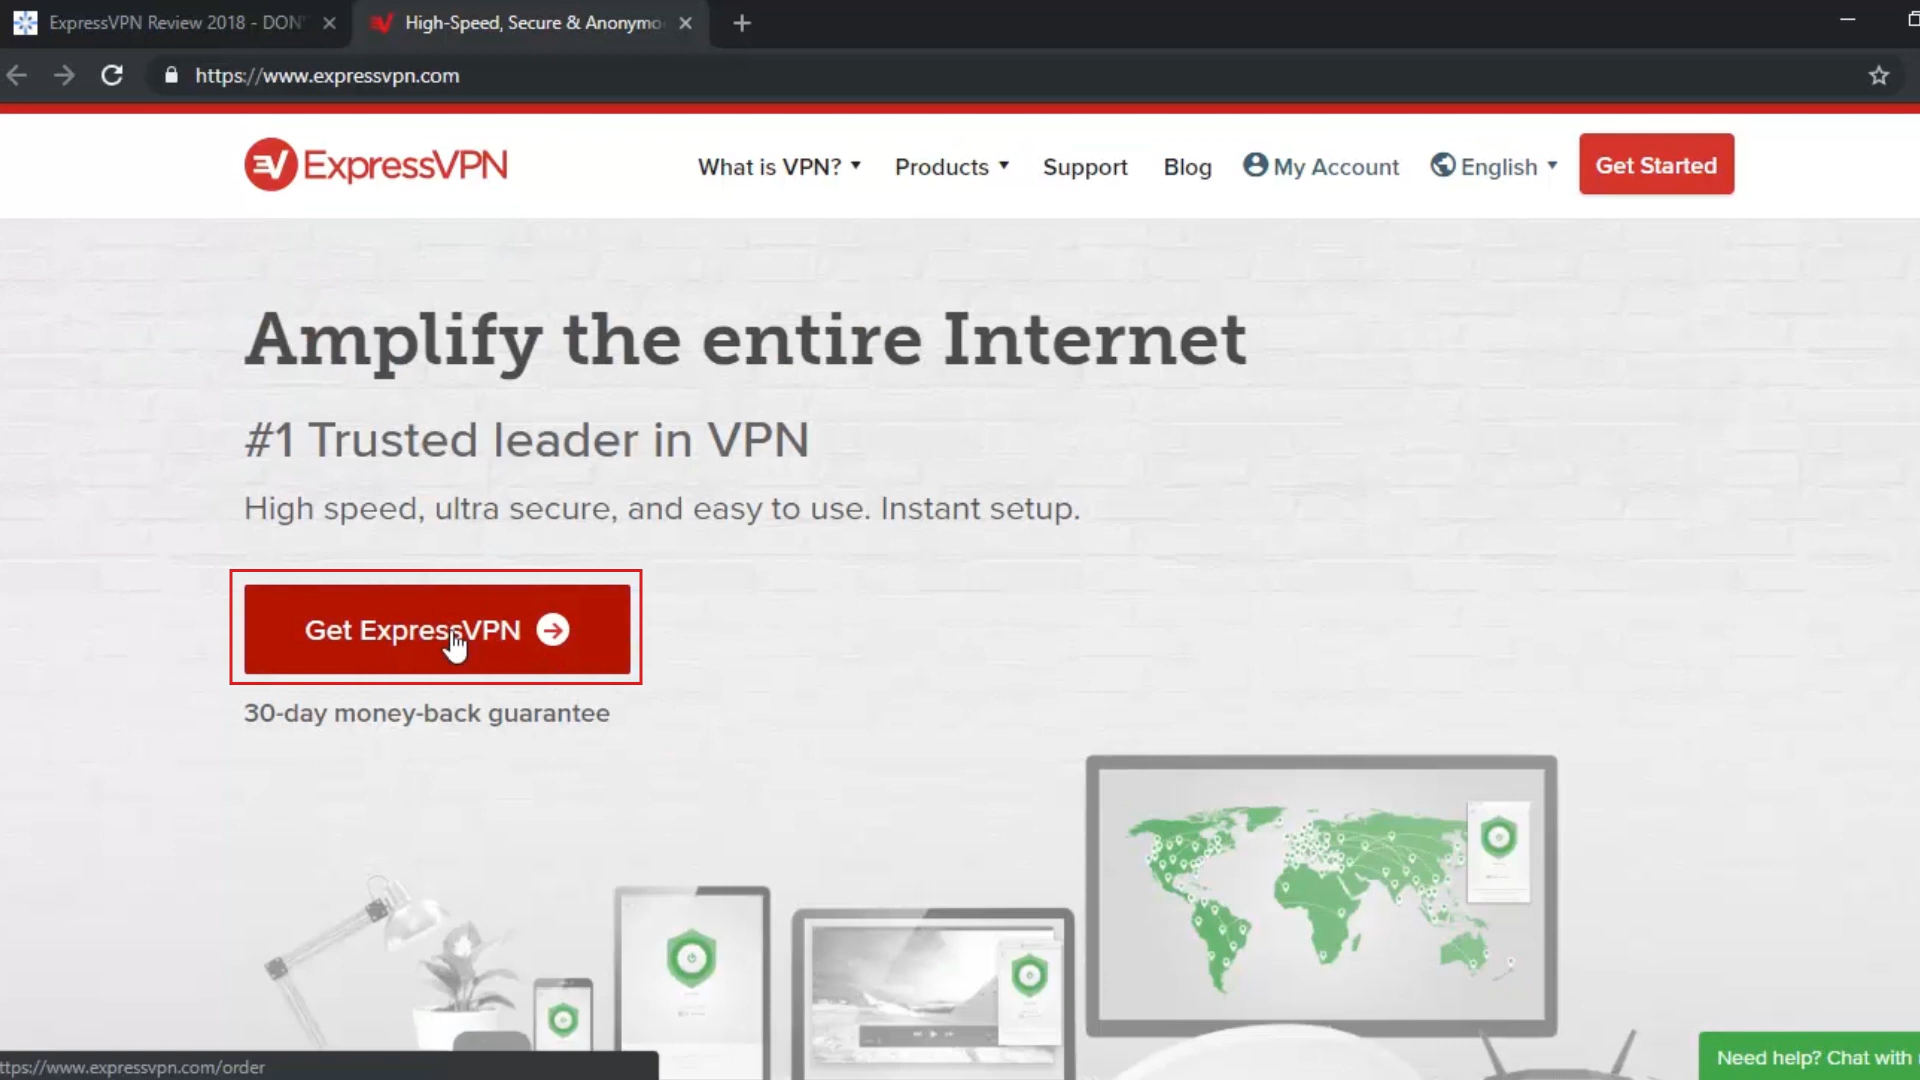 ExpressVPN Review 2018 - DON'
High-Speed, Secure & Anonymo
https://www.expressvpn.com
ExpressVPN
What is VPN?
Products
Support
Blog
My Account
English
Get Started
Amplify the entire Internet
#1 Trusted leader in VPN
High speed, ultra secure, and easy to use. Instant setup.
Get ExpressVPN
30-day money-back guarantee
ttps://www.expressvpn.com/order
Need help? Chat with